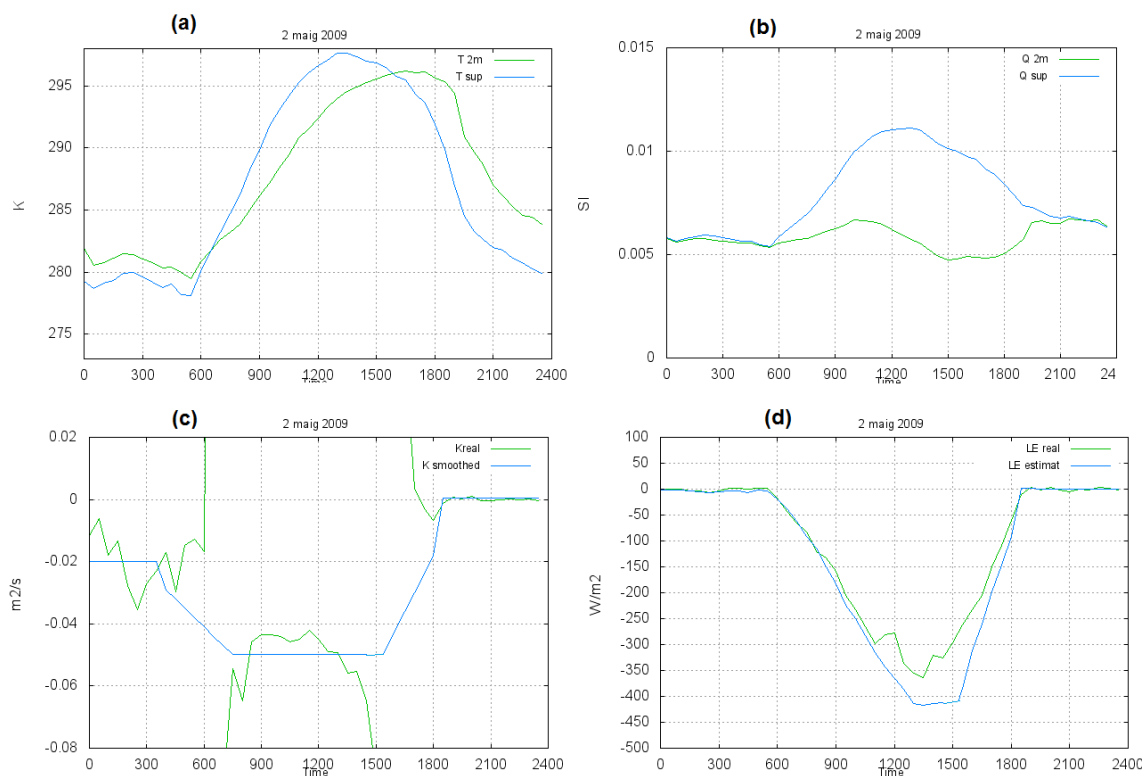 (a)
2 maig 2009
T 2m
T sup
295
290
285
280
275
K
0 300 600 900 1200 1500 1800 2100 2400
Time
(b)
2 maig 2009
Q 2m
Q sup
0.015
0.01
0.005
0
SI
0 300 600 900 1200 1500 1800 2100 24
Time
(c)
2 maig 2009
Kreal
K smoothed
0.02
0
-0.02
-0.04
-0.06
-0.08
m2/s
0 300 600 900 1200 1500 1800 2100 2400
Time
(d)
2 maig 2009
LE real
LE estimat
100
50
0
-50
-100
-150
-200
-250
-300
-350
-400
-450
-500
W/m2
0 300 600 900 1200 1500 1800 2100 2400
Time